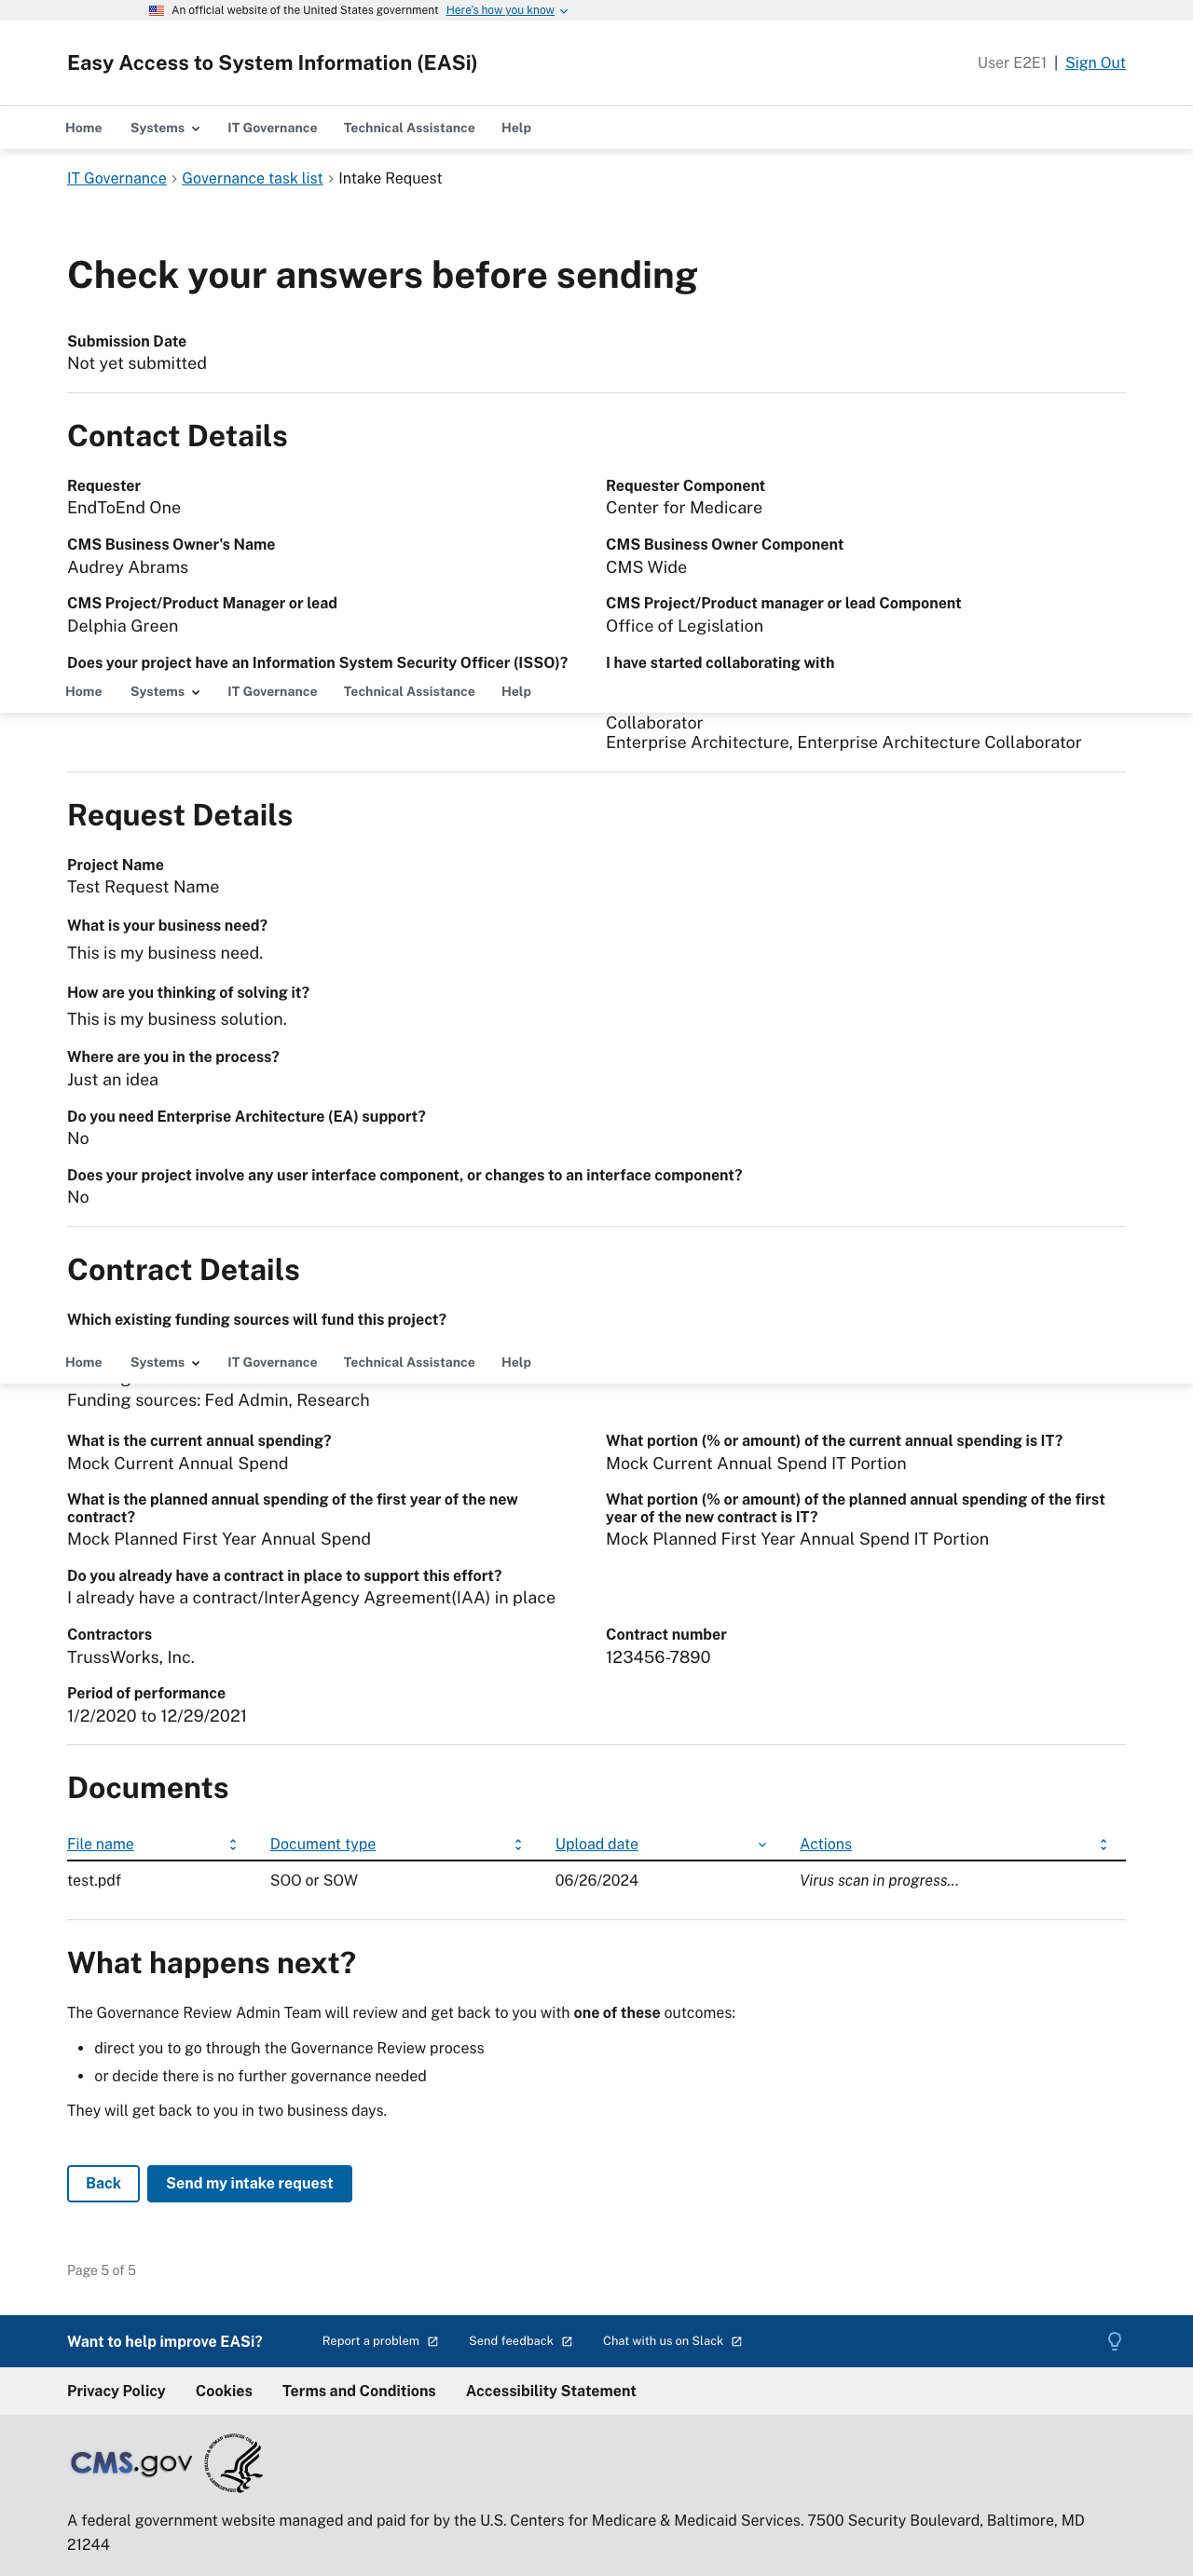 An official website of the United States government Here's how you know
Easy Access to System Information (EASi)
User E2E1 | Sign Out
Home Systems IT Governance Technical Assistance Help
IT Governance > Governance task list > Intake Request
Check your answers before sending
Submission Date
Not yet submitted
Contact Details
Requester
EndToEnd One
Requester Component
Center for Medicare
CMS Business Owner's Name
Audrey Abrams
CMS Business Owner Component
CMS Wide
CMS Project/Product Manager or lead
Delphia Green
CMS Project/Product manager or lead Component
Office of Legislation
Does your project have an Information System Security Officer (ISSO)?
I have started collaborating with
Home Systems IT Governance Technical Assistance Help
Collaborator
Enterprise Architecture, Enterprise Architecture Collaborator
Request Details
Project Name
Test Request Name
What is your business need?
This is my business need.
How are you thinking of solving it?
This is my business solution.
Where are you in the process?
Just an idea
Do you need Enterprise Architecture (EA) support?
No
Does your project involve any user interface component, or changes to an interface component?
No
Contract Details
Which existing funding sources will fund this project?
Home Systems IT Governance Technical Assistance Help
Funding sources: Fed Admin, Research
What is the current annual spending?
Mock Current Annual Spend
What portion (% or amount) of the current annual spending is IT?
Mock Current Annual Spend IT Portion
What is the planned annual spending of the first year of the new
contract?
Mock Planned First Year Annual Spend
What portion (% or amount) of the planned annual spending of the first
year of the new contract is IT?
Mock Planned First Year Annual Spend IT Portion
Do you already have a contract in place to support this effort?
I already have a contract/InterAgency Agreement(IAA) in place
Contractors
TrussWorks, Inc.
Contract number
123456-7890
Period of performance
1/2/2020 to 12/29/2021
Documents
File name Document type Upload date Actions
test.pdf SOO or SOW 06/26/2024 Virus scan in progress...
What happens next?
The Governance Review Admin Team will review and get back to you with one of these outcomes:
• direct you to go through the Governance Review process
• or decide there is no further governance needed
They will get back to you in two business days.
Back Send my intake request
Page 5 of 5
Want to help improve EASi? Report a problem Send feedback Chat with us on Slack
Privacy Policy Cookies Terms and Conditions Accessibility Statement
CMS.gov
A federal government website managed and paid for by the U.S. Centers for Medicare & Medicaid Services. 7500 Security Boulevard, Baltimore, MD
21244